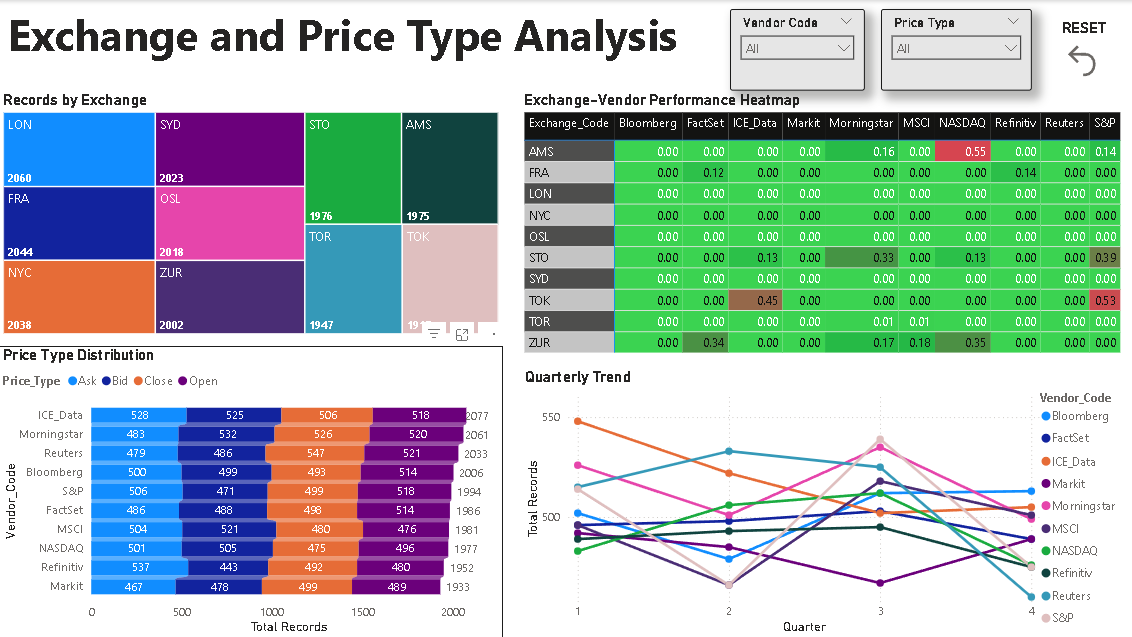 Exchange and Price Type Analysis
Vendor Code
All
Price Type
All
RESET
Records by Exchange
LON
2060
FRA
2044
NYC
2038
SYD
2023
OSL
2018
ZUR
2002
STO
1976
AMS
1975
TOR
1947
TOK
Exchange-Vendor Performance Heatmap
Exchange_Code Bloomberg FactSet ICE_Data Markit Morningstar MSCI NASDAQ Refinitiv Reuters S&P
AMS 0.00 0.00 0.00 0.00 0.16 0.00 0.55 0.00 0.00 0.14
FRA 0.00 0.12 0.00 0.00 0.00 0.00 0.00 0.14 0.00 0.00
LON 0.00 0.00 0.00 0.00 0.00 0.00 0.00 0.00 0.00 0.00
NYC 0.00 0.00 0.00 0.00 0.00 0.00 0.00 0.00 0.00 0.00
OSL 0.00 0.00 0.00 0.00 0.00 0.00 0.00 0.00 0.00 0.00
STO 0.00 0.00 0.13 0.00 0.33 0.00 0.13 0.00 0.00 0.39
SYD 0.00 0.00 0.00 0.00 0.00 0.00 0.00 0.00 0.00 0.00
TOK 0.00 0.00 0.45 0.00 0.00 0.00 0.00 0.00 0.00 0.53
TOR 0.00 0.00 0.00 0.00 0.01 0.01 0.00 0.00 0.00 0.00
ZUR 0.00 0.34 0.00 0.00 0.17 0.18 0.35 0.00 0.00 0.00
Price Type Distribution
Price_Type Ask Bid Close Open
Vendor_Code
ICE_Data 528 525 506 518 2077
Morningstar 483 532 526 520 2061
Reuters 479 486 547 521 2033
Bloomberg 500 499 493 514 2006
S&P 506 471 499 518 1994
FactSet 486 488 498 514 1986
MSCI 504 521 480 476 1981
NASDAQ 501 505 475 496 1977
Refinitiv 537 443 492 480 1952
Markit 467 478 499 489 1933
0 500 1000 1500 2000
Total Records
Quarterly Trend
Total Records
550
500
1 2 3 4
Quarter
Vendor_Code
Bloomberg
FactSet
ICE_Data
Markit
Morningstar
MSCI
NASDAQ
Refinitiv
Reuters
S&P